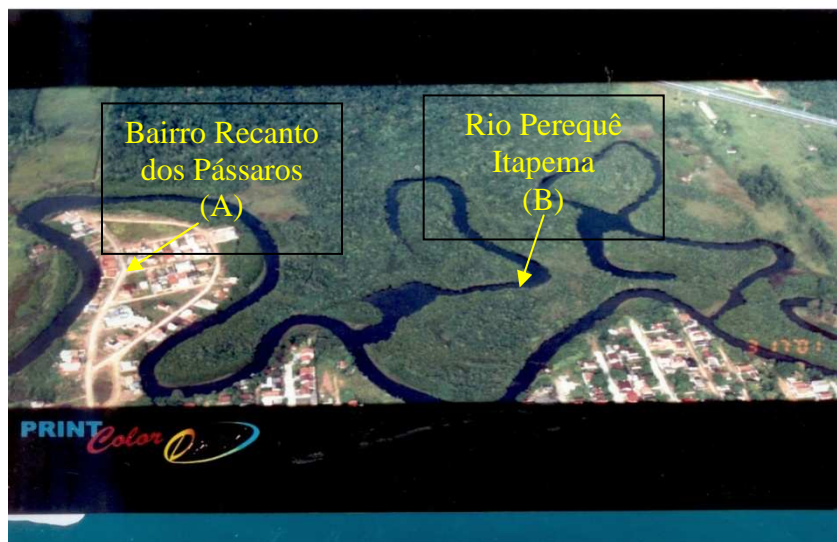 Bairro Recanto
dos Pássaros
(A)
Rio Perequê
Itapema
(B)
PRINT
Color